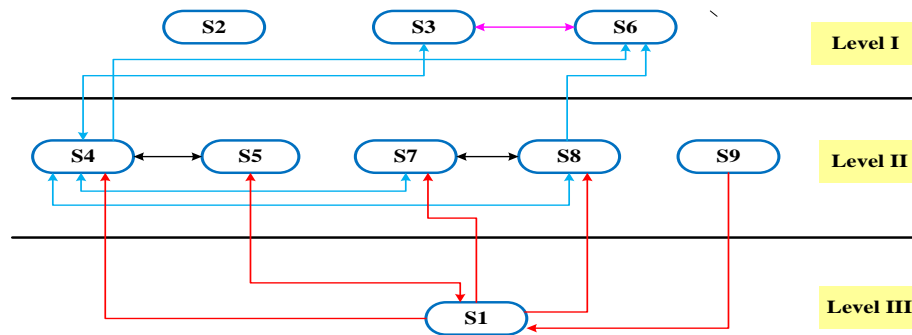 S2 S3 S6
Level I
S4 S5 S7 S8 S9
Level II
S1
Level III